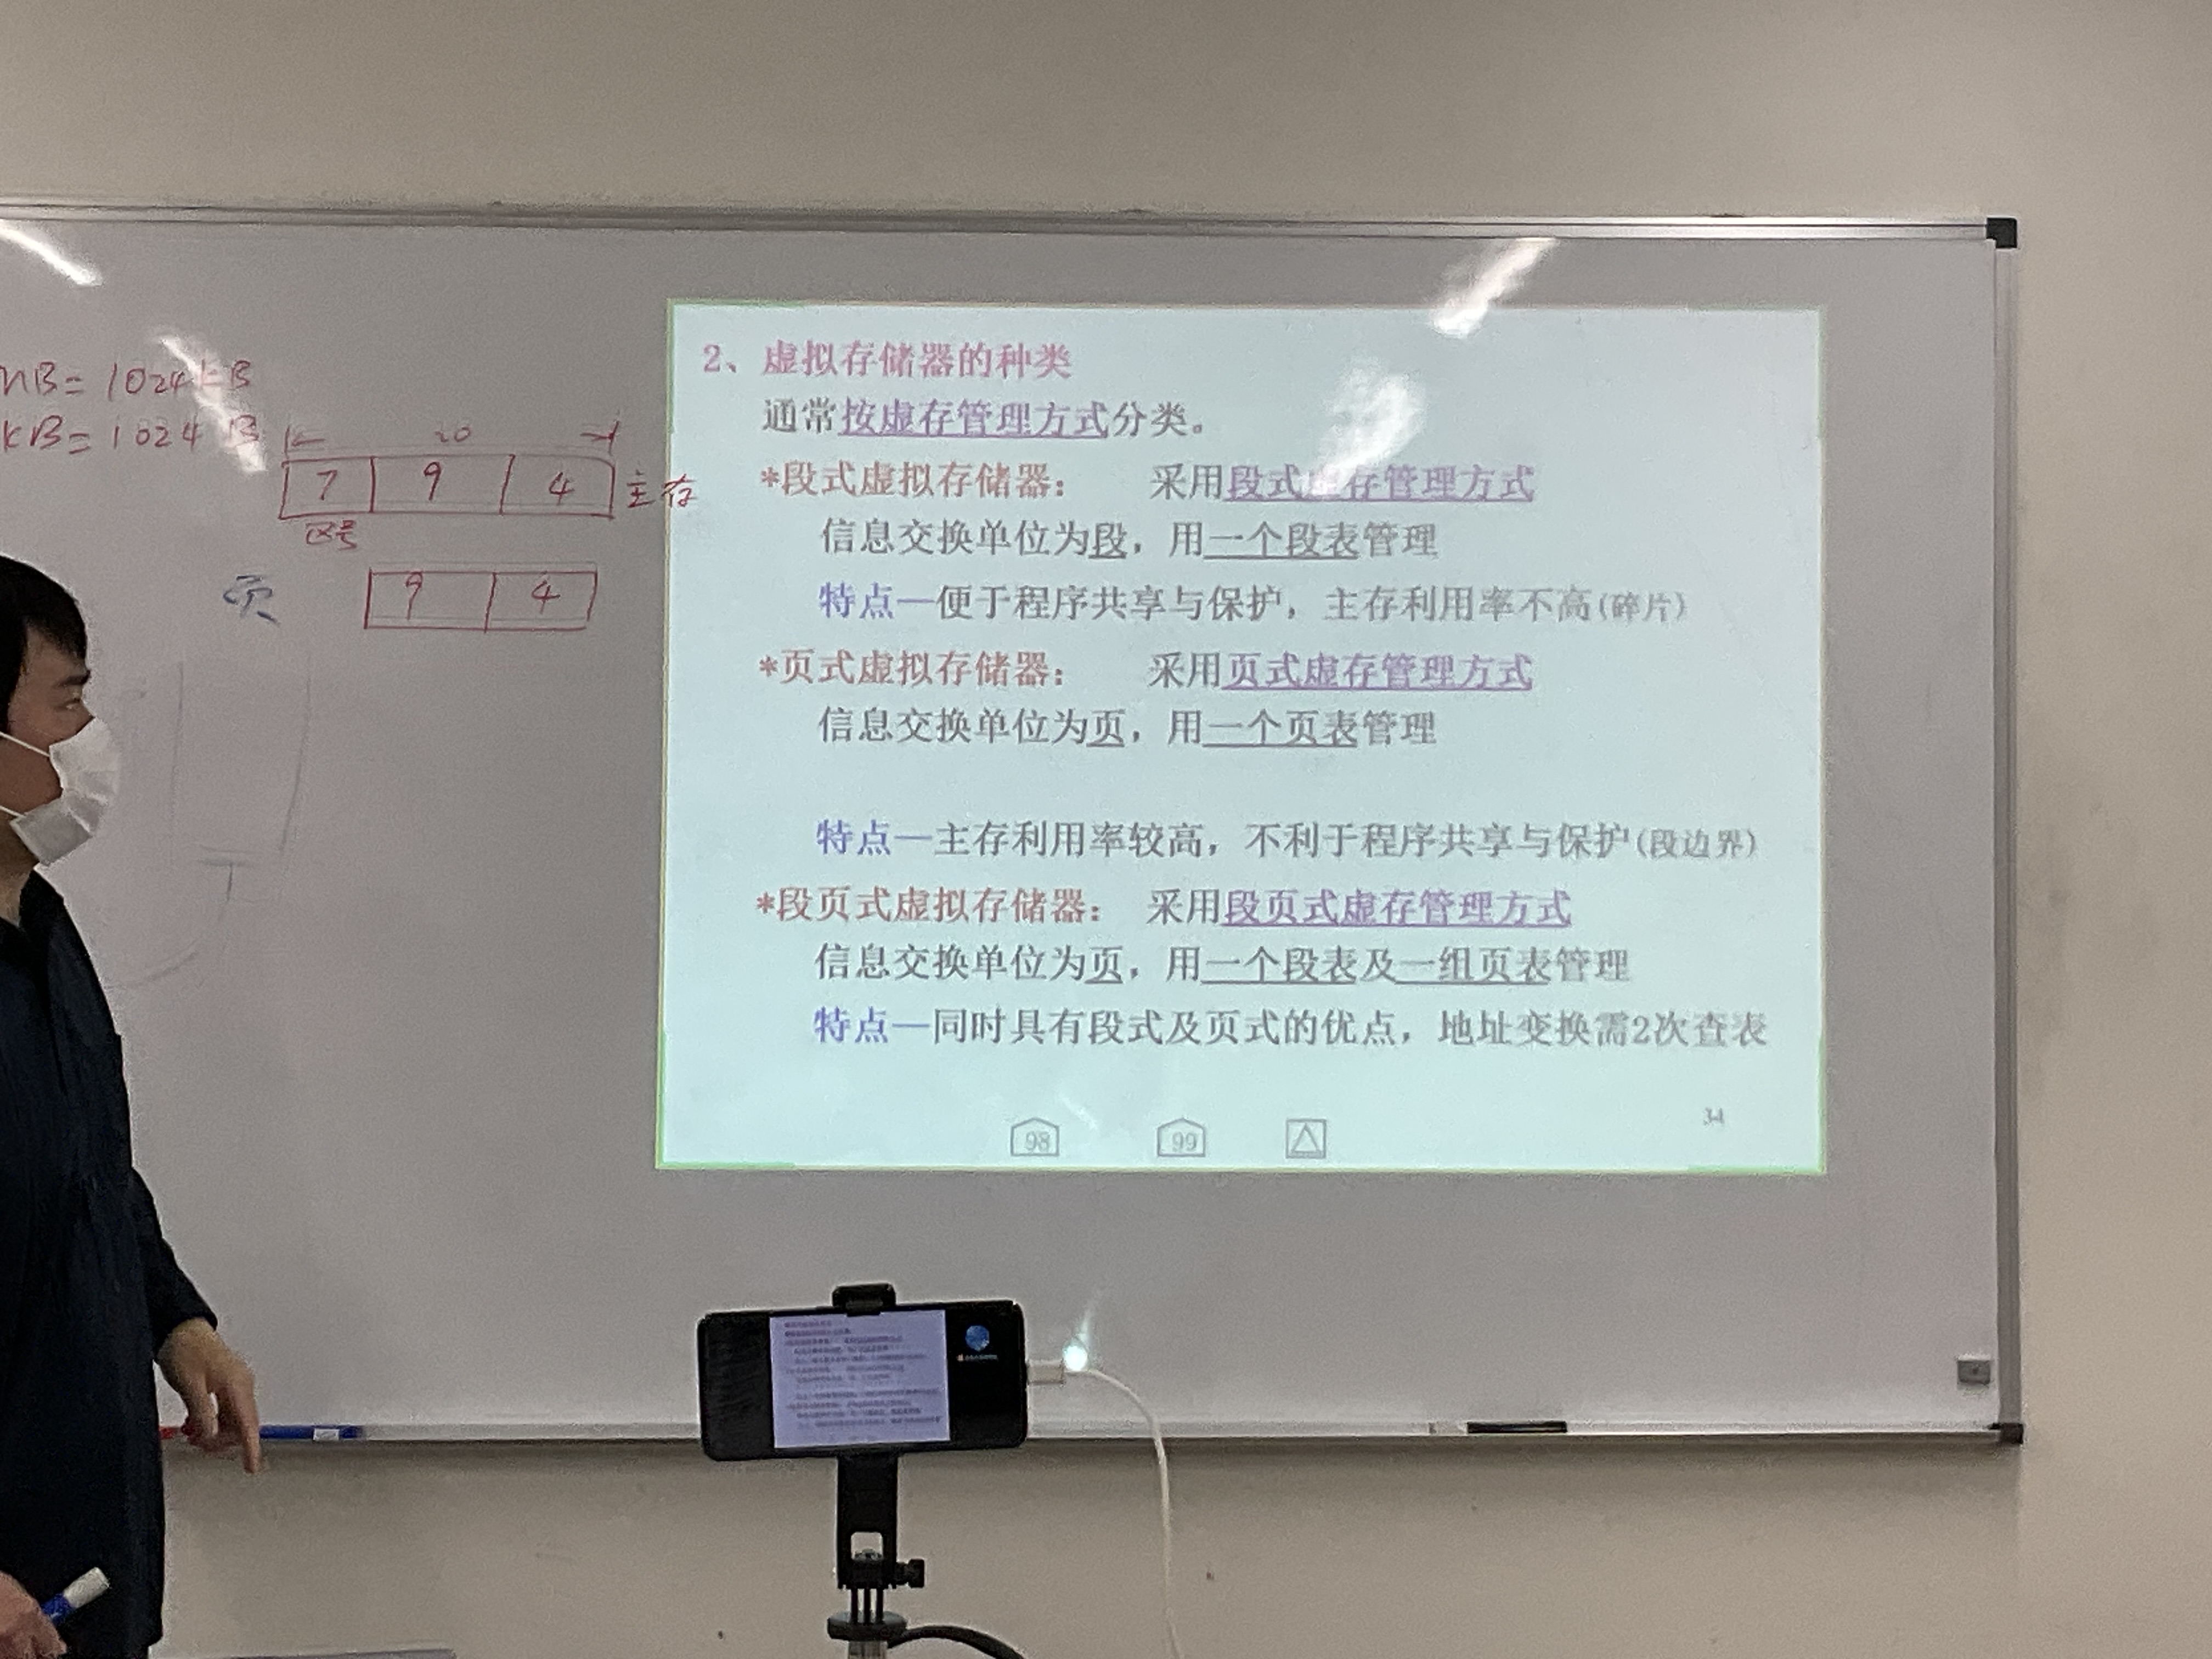 MB = 1024 kB
kB = 1024 B
20
7 9 4 主存
区号
页 9 4
2、虚拟存储器的种类
通常按虚存管理方式分类。
*段式虚拟存储器： 采用段式虚存管理方式
信息交换单位为段，用一个段表管理
特点—便于程序共享与保护，主存利用率不高(碎片)
*页式虚拟存储器： 采用页式虚存管理方式
信息交换单位为页，用一个页表管理
特点—主存利用率较高，不利于程序共享与保护(段边界)
*段页式虚拟存储器： 采用段页式虚存管理方式
信息交换单位为页，用一个段表及一组页表管理
特点—同时具有段式及页式的优点，地址变换需2次查表
98 99
34